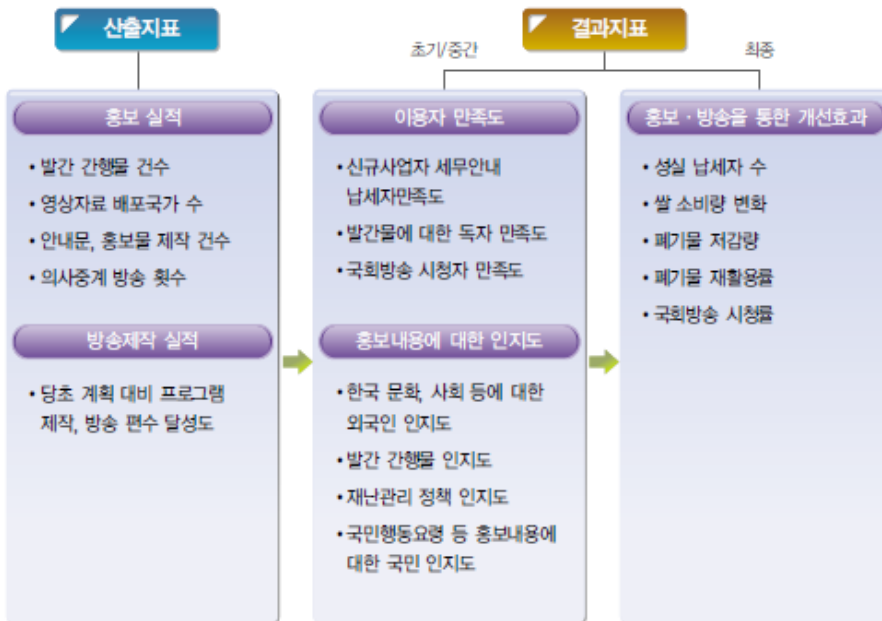 산출지표
결과지표
초기/중간
최종
홍보 실적
• 발간 간행물 건수
• 영상자료 배포국가 수
• 안내문, 홍보물 제작 건수
• 의사중계 방송 횟수
방송제작 실적
• 당초 계획 대비 프로그램
제작, 방송 편수 달성도
이용자 만족도
• 신규사업자 세무안내
납세자만족도
• 발간물에 대한 독자 만족도
• 국회방송 시청자 만족도
홍보내용에 대한 인지도
• 한국 문화, 사회 등에 대한
외국인 인지도
• 발간 간행물 인지도
• 재난관리 정책 인지도
• 국민행동요령 등 홍보내용에
대한 국민 인지도
홍보 · 방송을 통한 개선효과
• 성실 납세자 수
• 쌀 소비량 변화
• 폐기물 저감량
• 폐기물 재활용률
• 국회방송 시청률